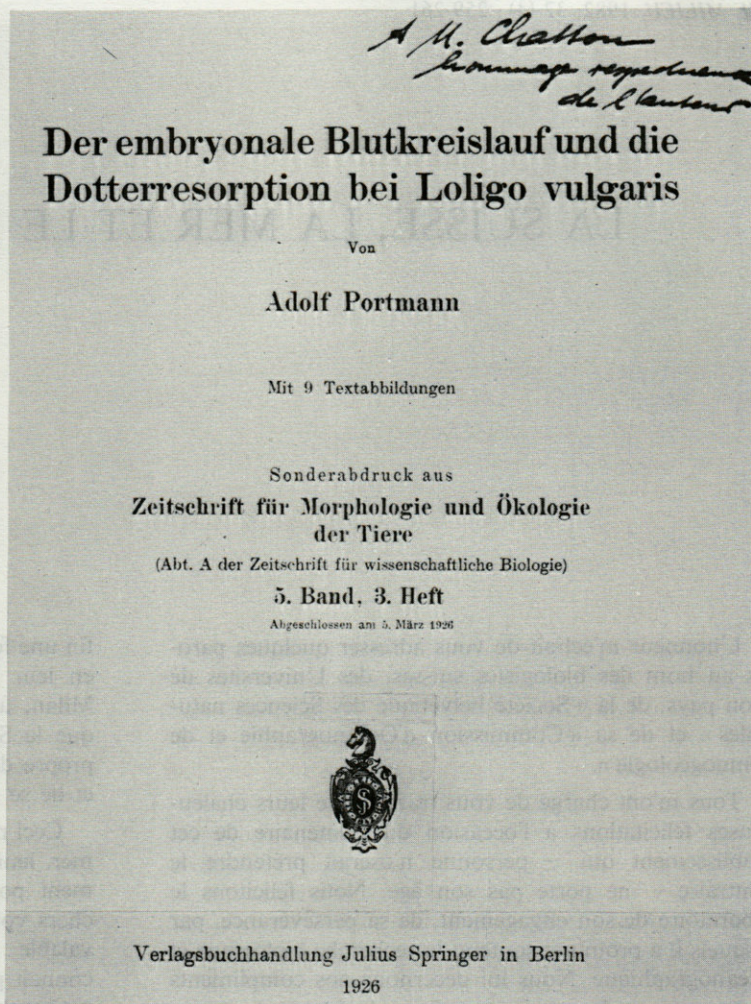 A M. Chatton
hommage respectueux
de l'auteur
Der embryonale Blutkreislauf und die
Dotterresorption bei Loligo vulgaris
Von
Adolf Portmann
Mit 9 Textabbildungen
Sonderabdruck aus
Zeitschrift für Morphologie und Ökologie
der Tiere
(Abt. A der Zeitschrift für wissenschaftliche Biologie)
5. Band, 3. Heft
Abgeschlossen am 5. März 1926
Verlagsbuchhandlung Julius Springer in Berlin
1926